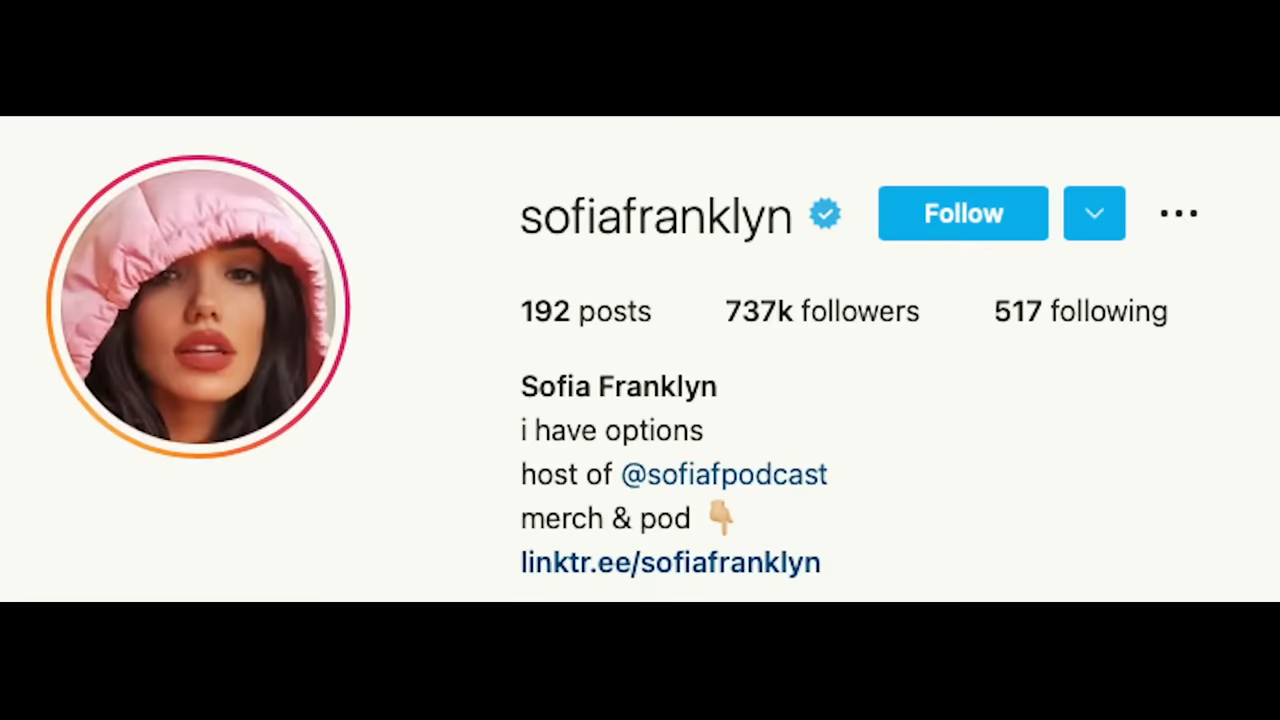 sofiafranklyn Follow
192 posts 737k followers 517 following
Sofia Franklyn
i have options
host of @sofiafpodcast
merch & pod 👇🏼
linktr.ee/sofiafranklyn